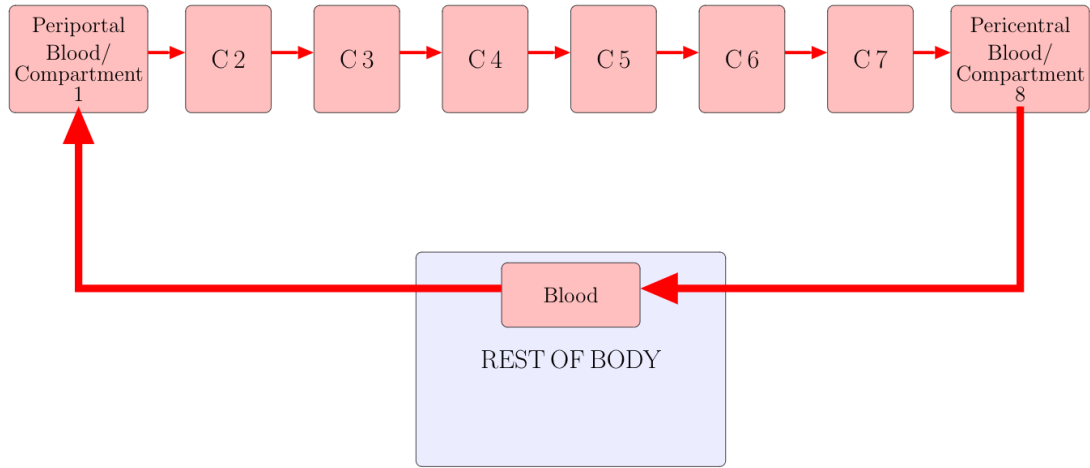 Periportal
Blood/
Compartment
1
C 2
C 3
C 4
C 5
C 6
C 7
Pericentral
Blood/
Compartment
8
Blood
REST OF BODY